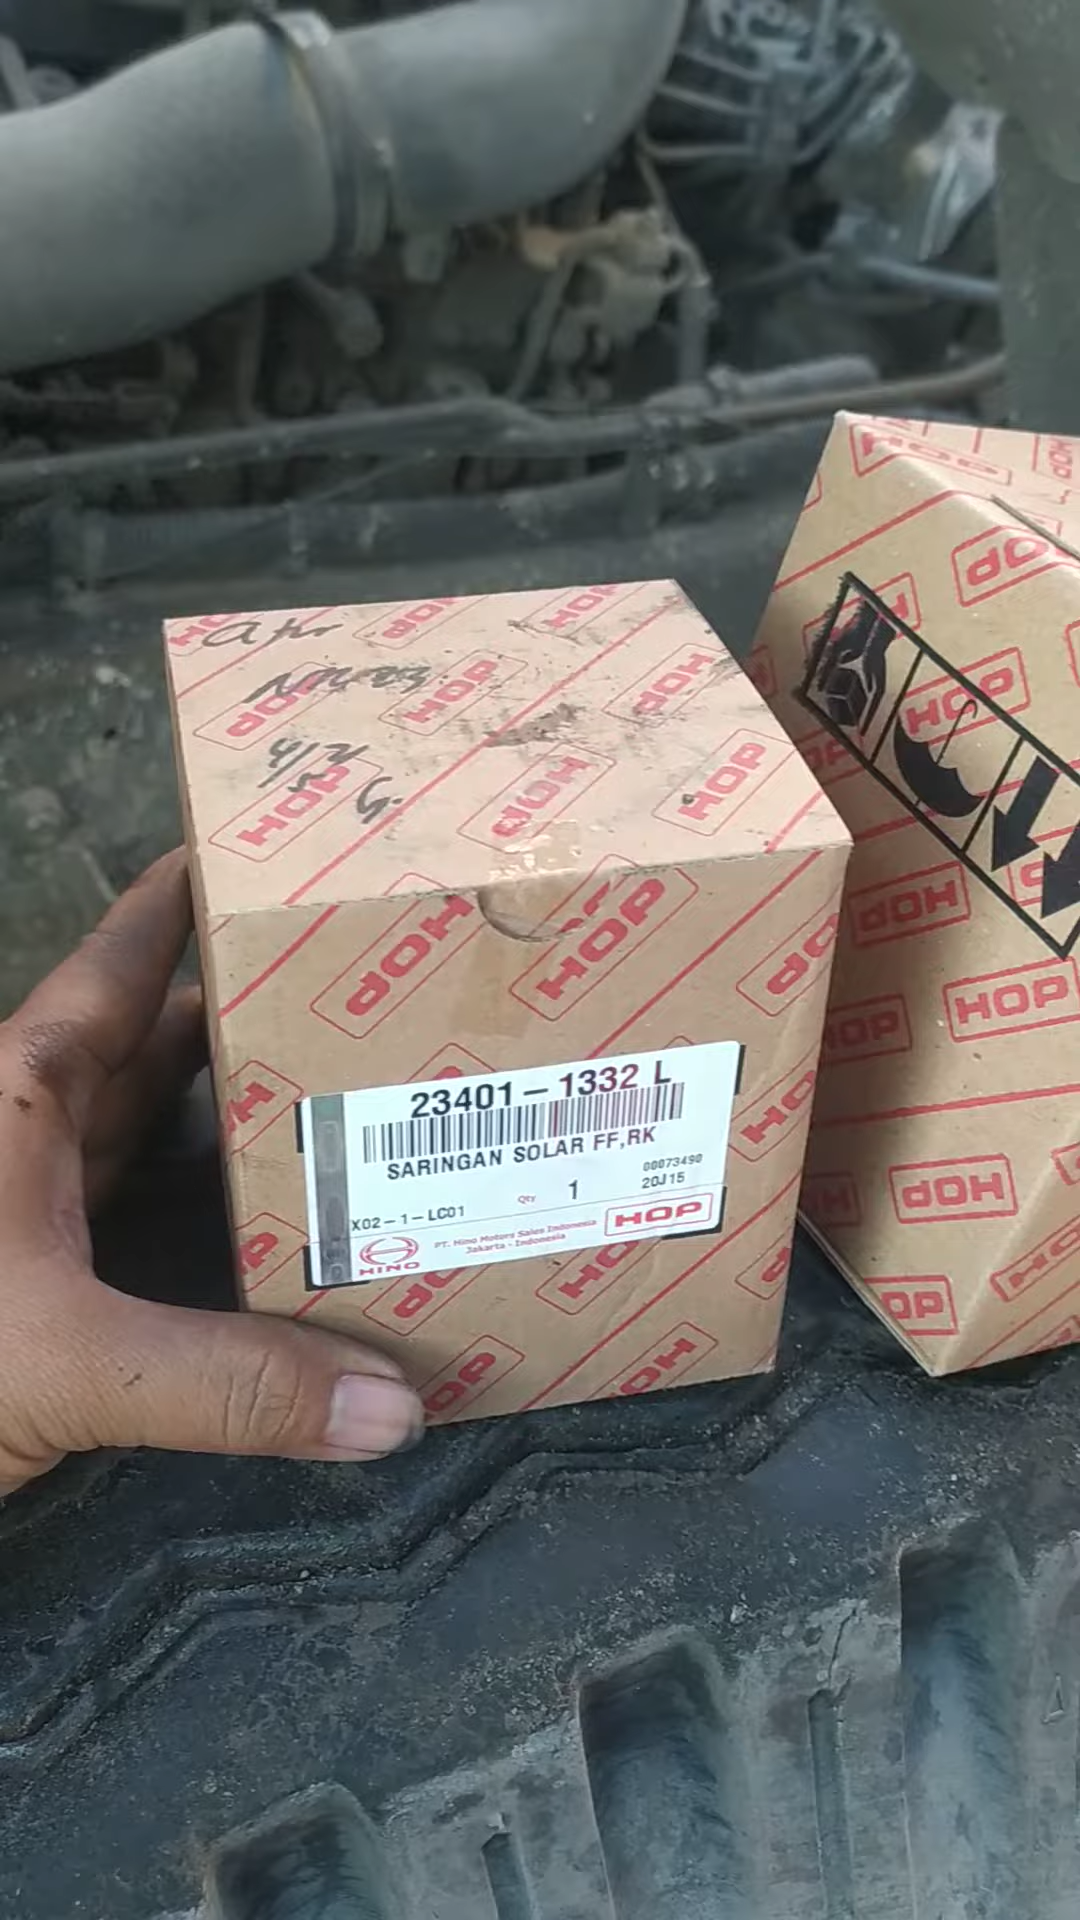 HOP
23401-1332 L
SARINGAN SOLAR FF,RK
00073490
Qty 1 20J15
X02-1-LC01
HINO
PT. Hino Motors Sales Indonesia
Jakarta - Indonesia
HOP
HOP